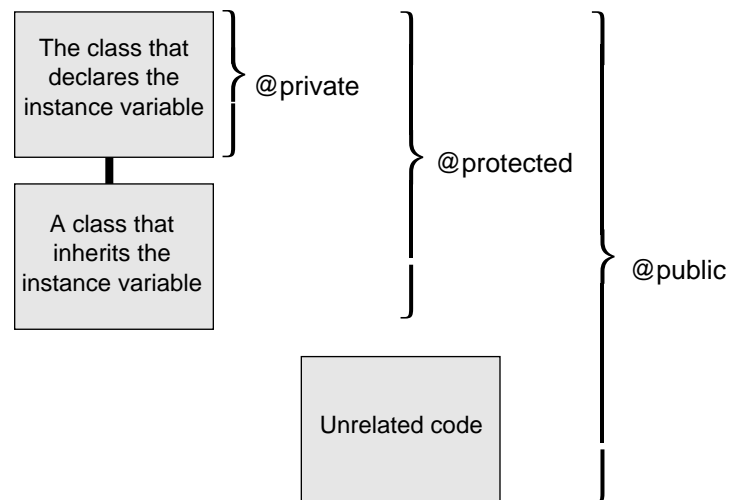 The class that
declares the
instance variable
@private
@protected
A class that
inherits the
instance variable
@public
Unrelated code